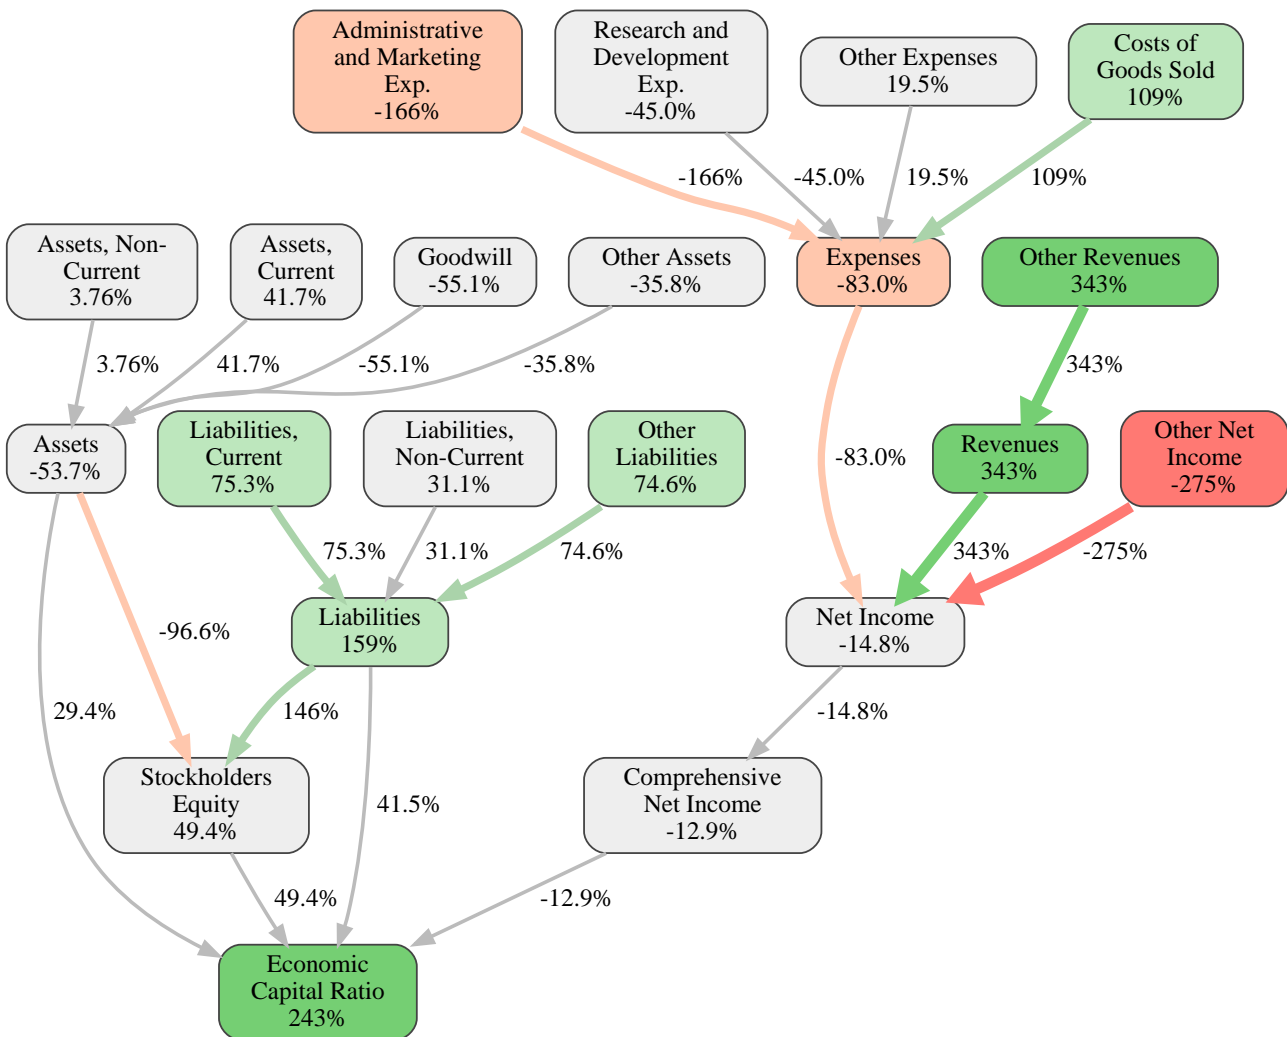 Administrative
and Marketing
Exp.
-166%
Research and
Development
Exp.
-45.0%
Other Expenses
19.5%
Costs of
Goods Sold
109%
-166%
-45.0%
19.5%
109%
Assets, Non-
Current
3.76%
Assets,
Current
41.7%
Goodwill
-55.1%
Other Assets
-35.8%
Expenses
-83.0%
Other Revenues
343%
3.76%
41.7%
-55.1%
-35.8%
343%
Assets
-53.7%
Liabilities,
Current
75.3%
Liabilities,
Non-Current
31.1%
Other
Liabilities
74.6%
-83.0%
Revenues
343%
Other Net
Income
-275%
75.3%
31.1%
74.6%
343%
-275%
-96.6%
Liabilities
159%
Net Income
-14.8%
29.4%
146%
-14.8%
Stockholders
Equity
49.4%
41.5%
Comprehensive
Net Income
-12.9%
49.4%
-12.9%
Economic
Capital Ratio
243%